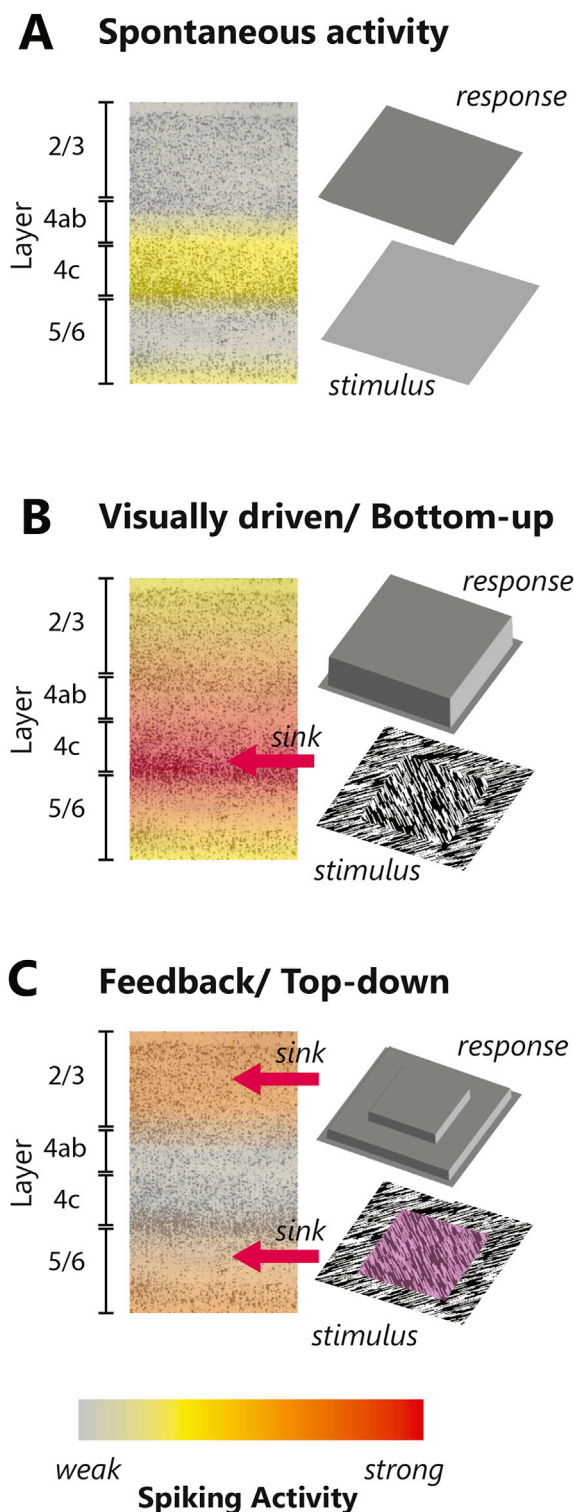 A Spontaneous activity
response
2/3
4ab
Layer
4c
5/6
stimulus
B Visually driven/ Bottom-up
response
2/3
4ab
Layer
4c
sink
5/6
stimulus
C Feedback/ Top-down
sink
response
2/3
4ab
Layer
4c
sink
5/6
stimulus
weak strong
Spiking Activity